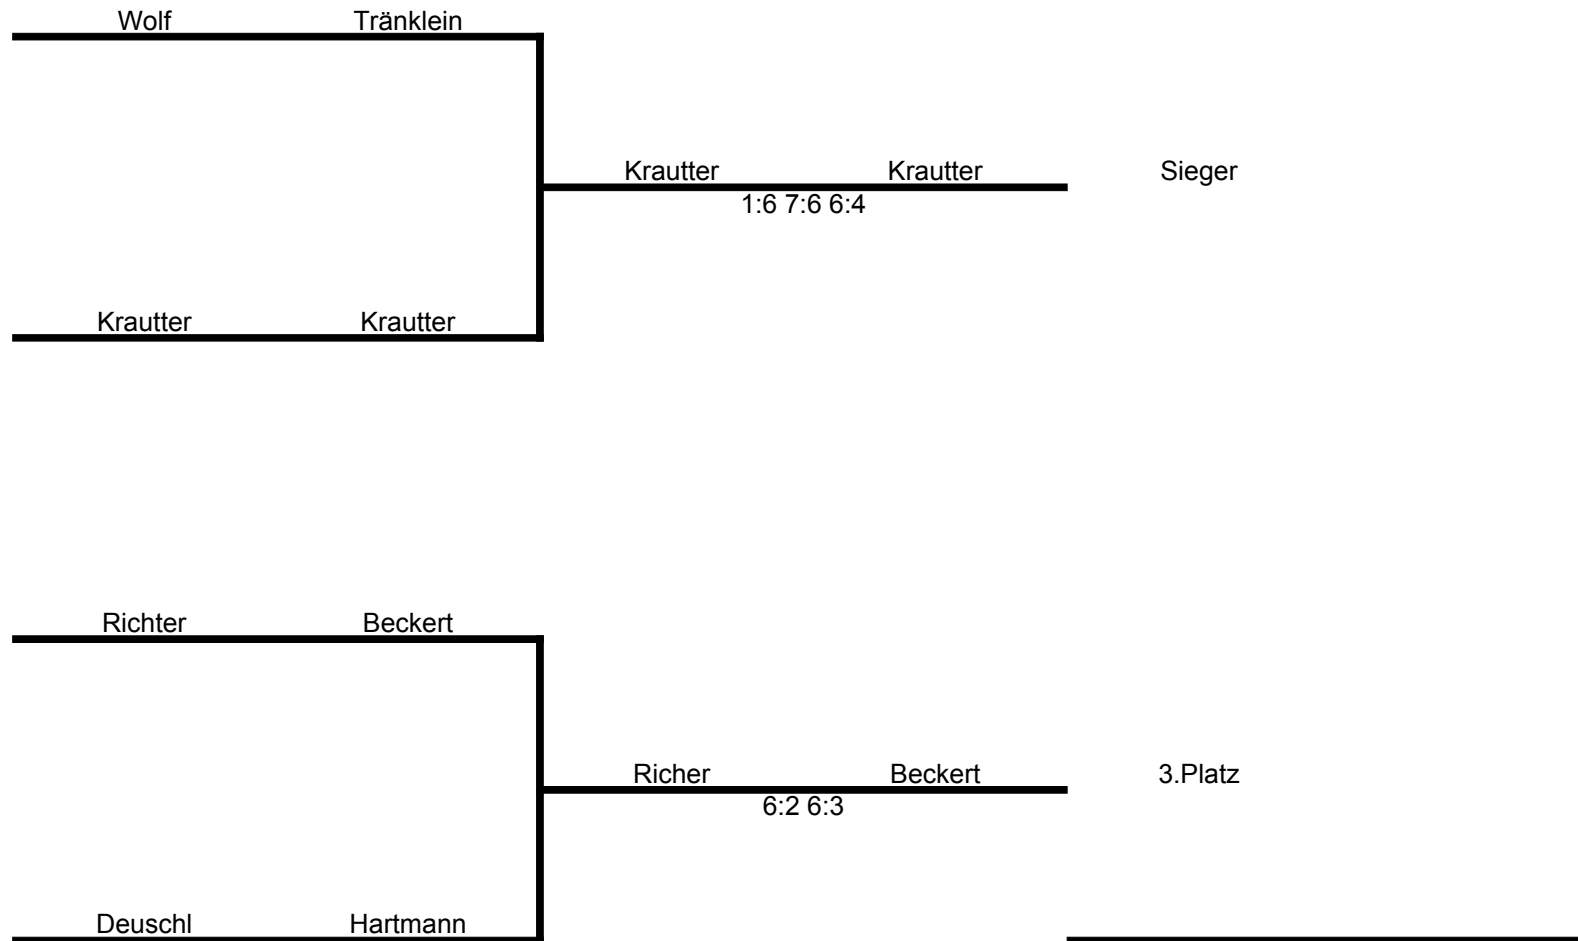 Wolf Tränklein
Krautter Krautter Sieger
1:6 7:6 6:4
Krautter Krautter
Richter Beckert
Richer Beckert 3.Platz
6:2 6:3
Deuschl Hartmann